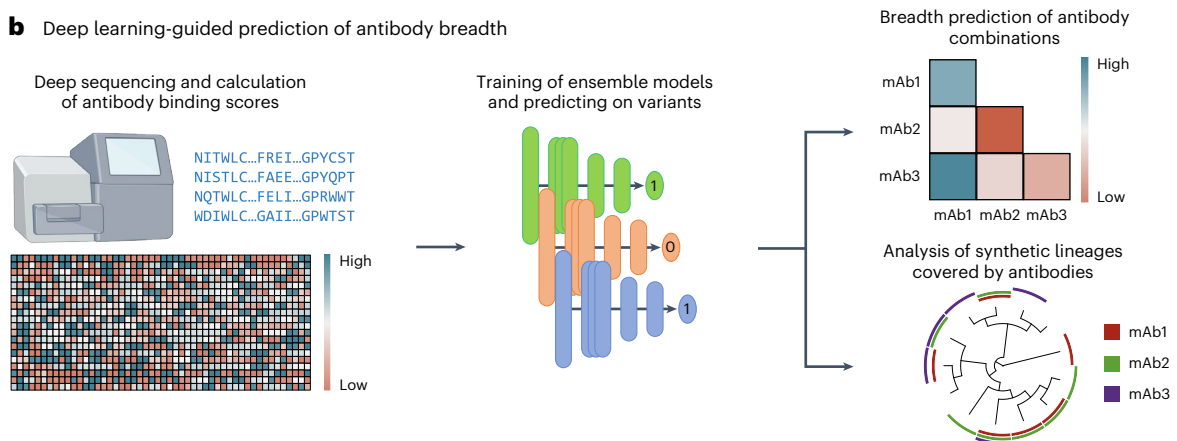 b Deep learning-guided prediction of antibody breadth
Deep sequencing and calculation
of antibody binding scores
NITWLC…FREI…GPYCST
NISTLC…FAEE…GPYQPT
NQTWLC…FELI…GPRWWT
WDIWLC…GAII…GPWTST
High
Low
Training of ensemble models
and predicting on variants
1
0
1
Breadth prediction of antibody
combinations
mAb1
mAb2
mAb3
mAb1 mAb2 mAb3
High
Low
Analysis of synthetic lineages
covered by antibodies
mAb1
mAb2
mAb3